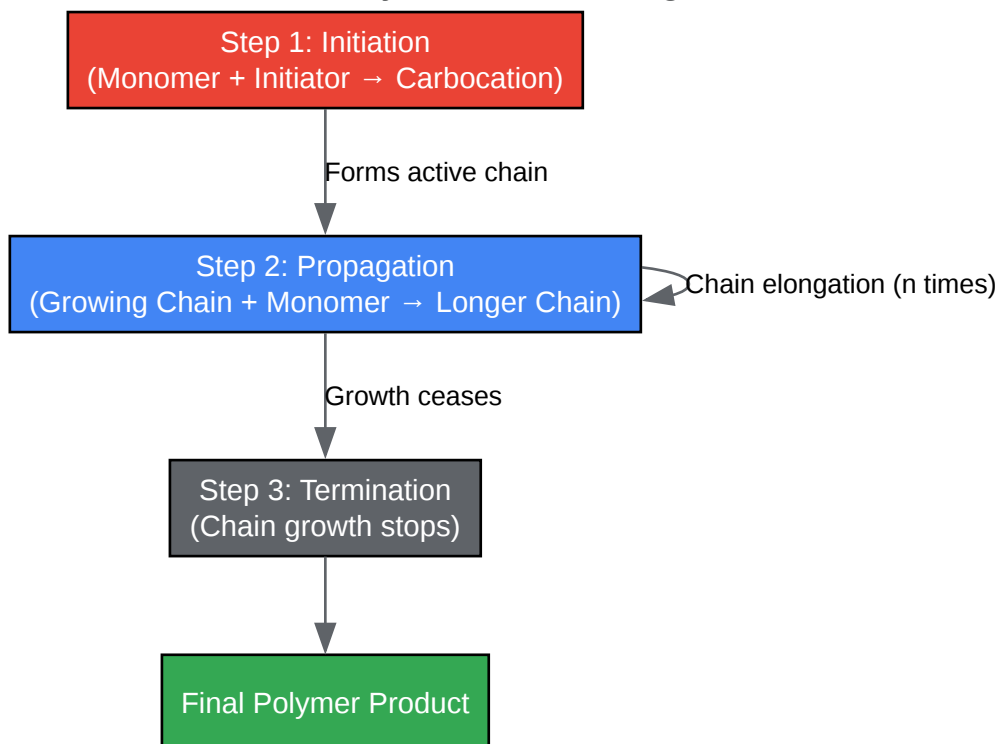 Step 1: Initiation
(Monomer + Initiator → Carbocation)
Forms active chain
Step 2: Propagation
(Growing Chain + Monomer → Longer Chain)
Chain elongation (n times)
Growth ceases
Step 3: Termination
(Chain growth stops)
Final Polymer Product